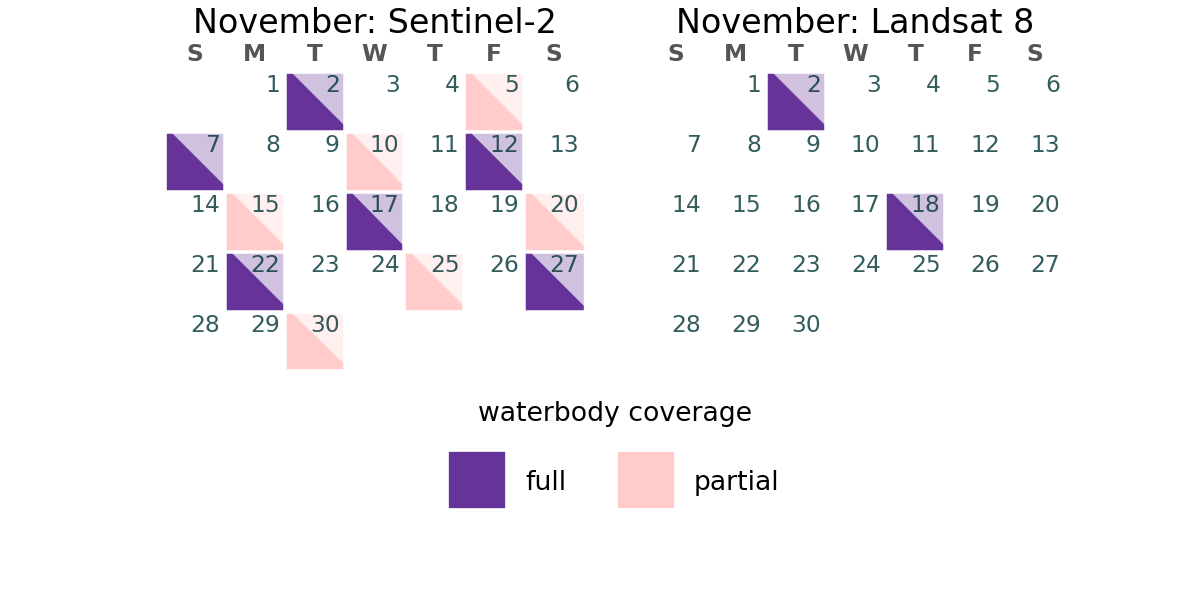 November: Sentinel-2
S M T W T F S
1 2 3 4 5 6
7 8 9 10 11 12 13
14 15 16 17 18 19 20
21 22 23 24 25 26 27
28 29 30
November: Landsat 8
S M T W T F S
1 2 3 4 5 6
7 8 9 10 11 12 13
14 15 16 17 18 19 20
21 22 23 24 25 26 27
28 29 30
waterbody coverage
full
partial